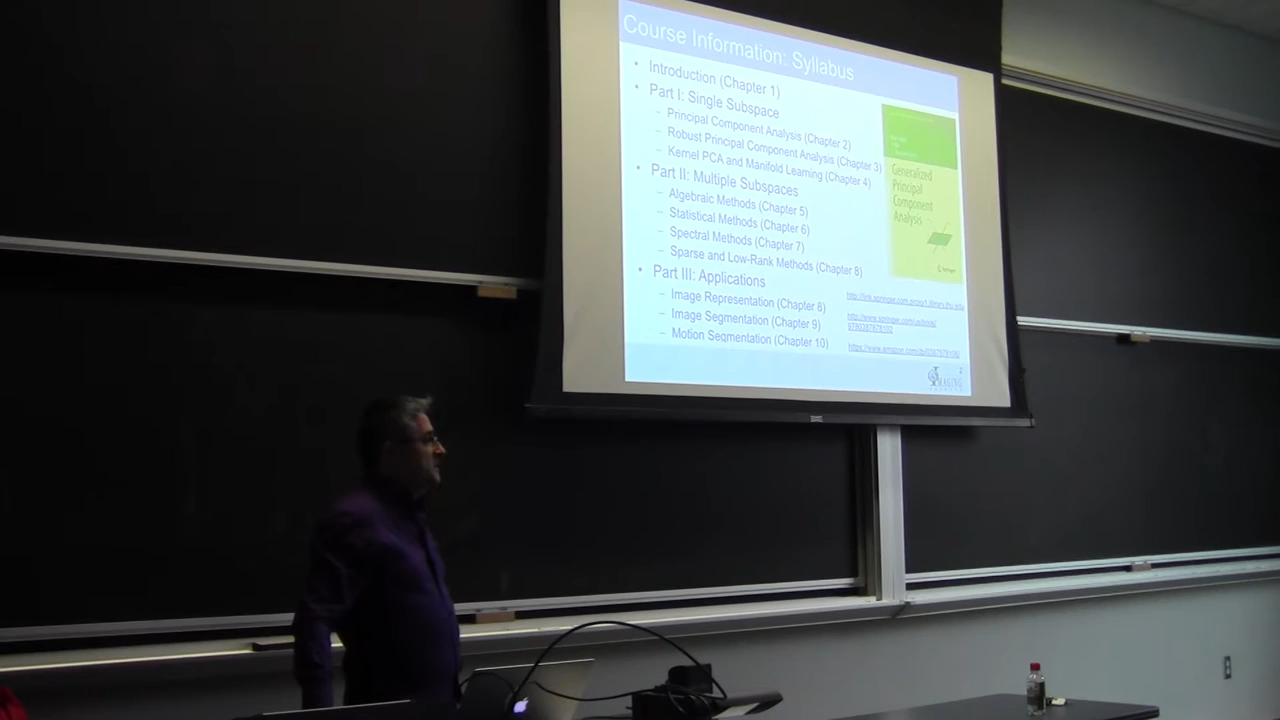 Course Information: Syllabus
• Introduction (Chapter 1)
• Part I: Single Subspace
– Principal Component Analysis (Chapter 2)
– Robust Principal Component Analysis (Chapter 3)
– Kernel PCA and Manifold Learning (Chapter 4)
• Part II: Multiple Subspaces
– Algebraic Methods (Chapter 5)
– Statistical Methods (Chapter 6)
– Spectral Methods (Chapter 7)
– Sparse and Low-Rank Methods (Chapter 8)
• Part III: Applications
– Image Representation (Chapter 8)
– Image Segmentation (Chapter 9)
– Motion Segmentation (Chapter 10)
Generalized
Principal
Component
Analysis
Springer
2
IMAGING